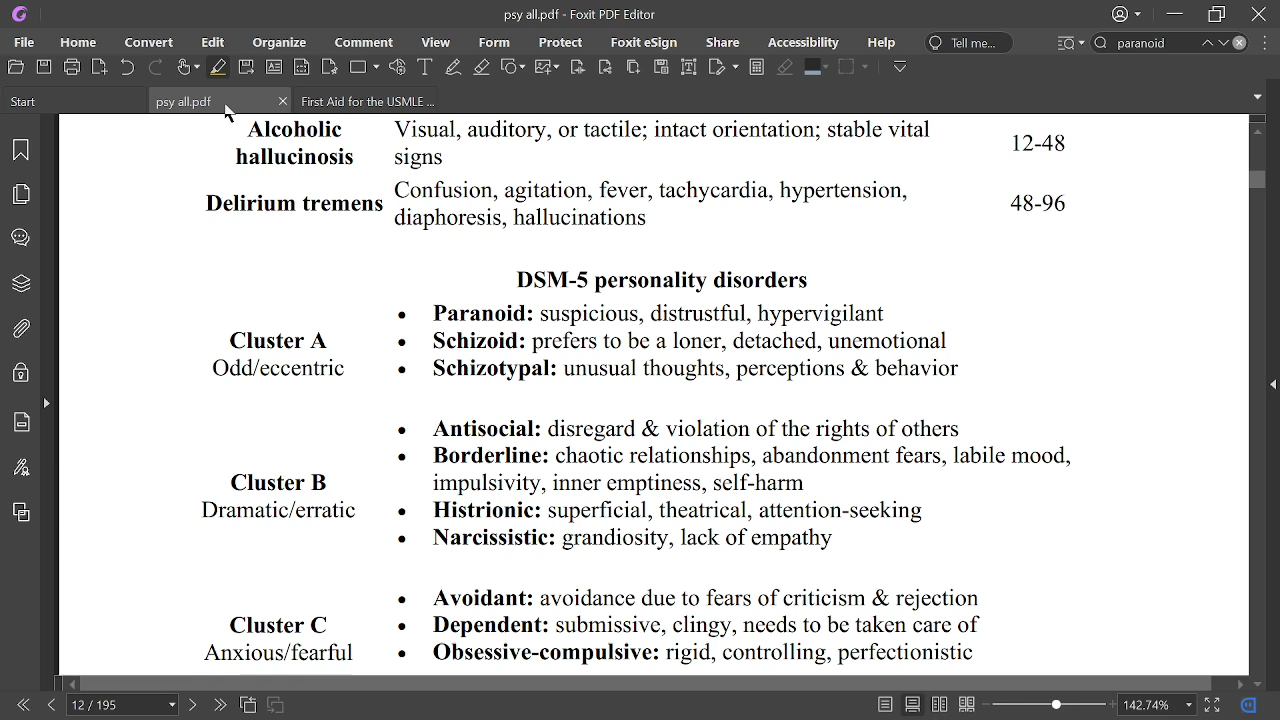 psy all.pdf - Foxit PDF Editor
File Home Convert Edit Organize Comment View Form Protect Foxit eSign Share Accessibility Help Tell me... paranoid
Start psy all.pdf First Aid for the USMLE ...
Alcoholic hallucinosis
Visual, auditory, or tactile; intact orientation; stable vital
signs
12-48
Delirium tremens
Confusion, agitation, fever, tachycardia, hypertension,
diaphoresis, hallucinations
48-96
DSM-5 personality disorders
Cluster A
Odd/eccentric
• Paranoid: suspicious, distrustful, hypervigilant
• Schizoid: prefers to be a loner, detached, unemotional
• Schizotypal: unusual thoughts, perceptions & behavior
Cluster B
Dramatic/erratic
• Antisocial: disregard & violation of the rights of others
• Borderline: chaotic relationships, abandonment fears, labile mood,
impulsivity, inner emptiness, self-harm
• Histrionic: superficial, theatrical, attention-seeking
• Narcissistic: grandiosity, lack of empathy
Cluster C
Anxious/fearful
• Avoidant: avoidance due to fears of criticism & rejection
• Dependent: submissive, clingy, needs to be taken care of
• Obsessive-compulsive: rigid, controlling, perfectionistic
12 / 195 142.74%